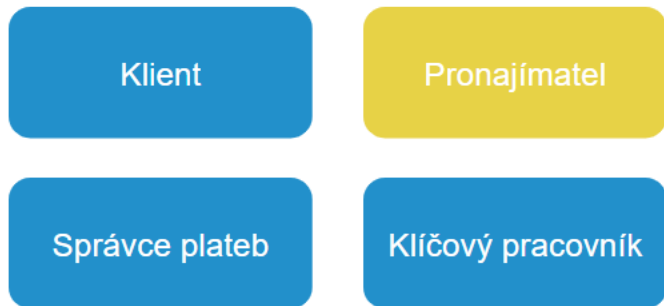 Klient
Pronajímatel
Správce plateb
Klíčový pracovník